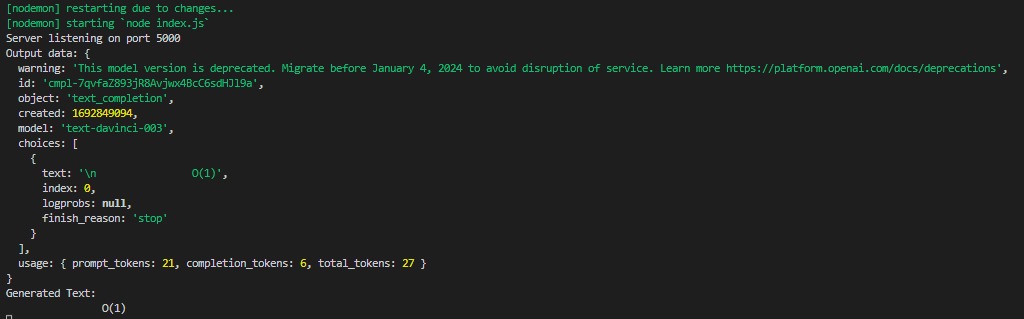 [nodemon] restarting due to changes...
[nodemon] starting `node index.js`
Server listening on port 5000
Output data: {
  warning: 'This model version is deprecated. Migrate before January 4, 2024 to avoid disruption of service. Learn more https://platform.openai.com/docs/deprecations',
  id: 'cmpl-7qvfaZ893jR8Avjwx4BcC6sdHJl9a',
  object: 'text_completion',
  created: 1692849094,
  model: 'text-davinci-003',
  choices: [
    {
      text: '\n                O(1)',
      index: 0,
      logprobs: null,
      finish_reason: 'stop'
    }
  ],
  usage: { prompt_tokens: 21, completion_tokens: 6, total_tokens: 27 }
}
Generated Text:
                O(1)